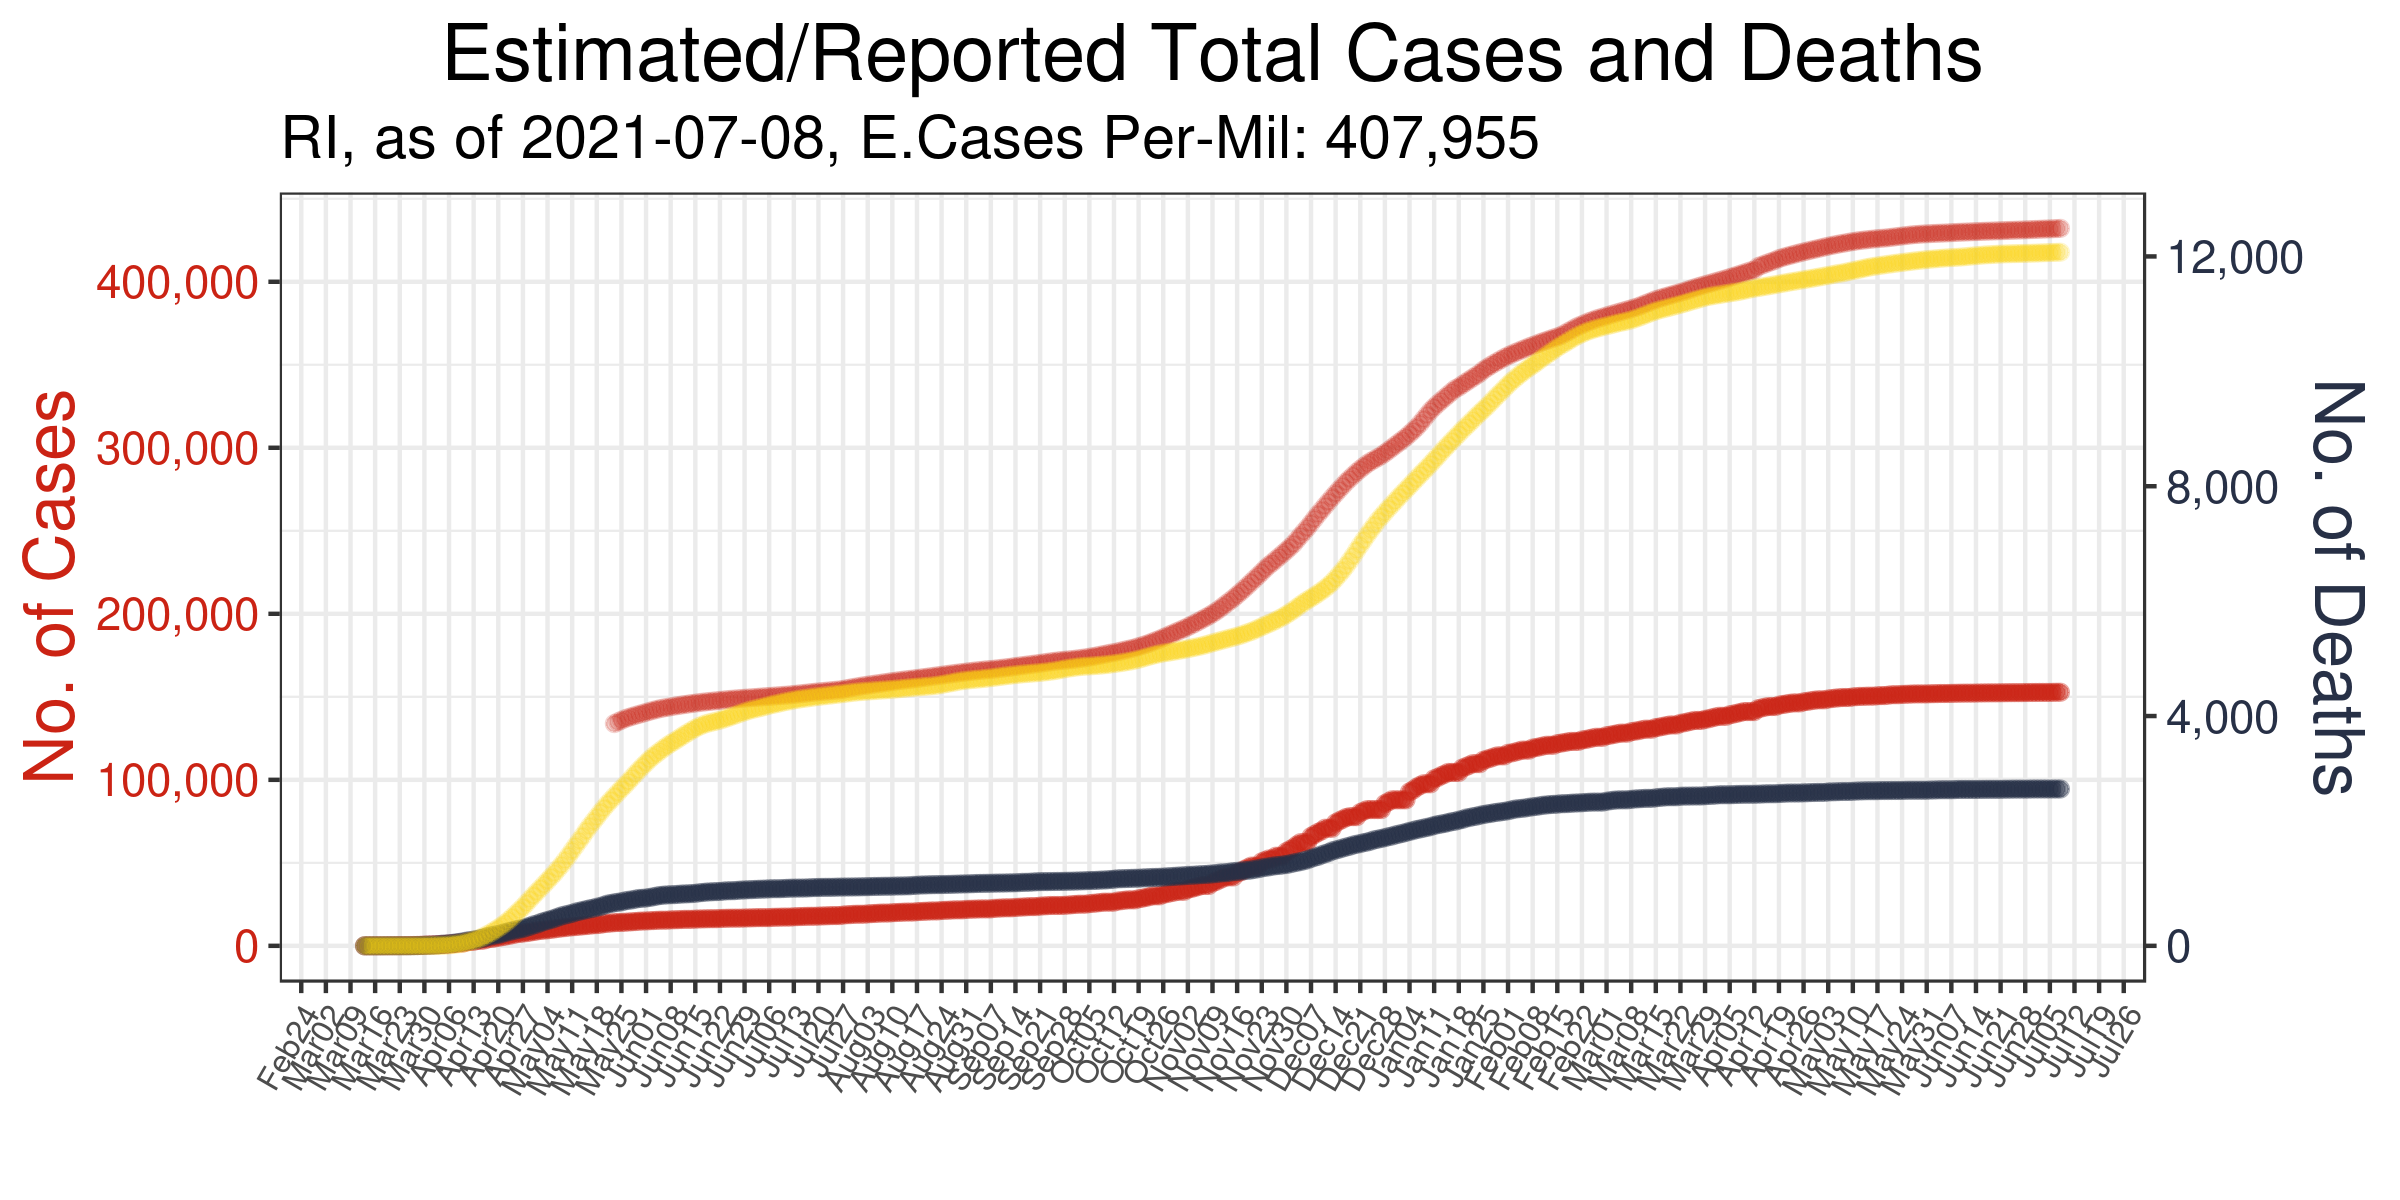 Estimated/Reported Total Cases and Deaths
RI, as of 2021-07-08, E.Cases Per-Mil: 407,955
No. of Cases
400,000
300,000
200,000
100,000
0
12,000
8,000
4,000
0
No. of Deaths
Feb24
Mar02
Mar09
Mar16
Mar23
Mar30
Apr06
Apr13
Apr20
Apr27
May04
May11
May18
May25
Jun01
Jun08
Jun15
Jun22
Jun29
Jul06
Jul13
Jul20
Jul27
Aug03
Aug10
Aug17
Aug24
Aug31
Sep07
Sep14
Sep21
Sep28
Oct05
Oct12
Oct19
Oct26
Nov02
Nov09
Nov16
Nov23
Nov30
Dec07
Dec14
Dec21
Dec28
Jan04
Jan11
Jan18
Jan25
Feb01
Feb08
Feb15
Feb22
Mar01
Mar08
Mar15
Mar22
Mar29
Apr05
Apr12
Apr19
Apr26
May03
May10
May17
May24
May31
Jun07
Jun14
Jun21
Jun28
Jul05
Jul12
Jul19
Jul26